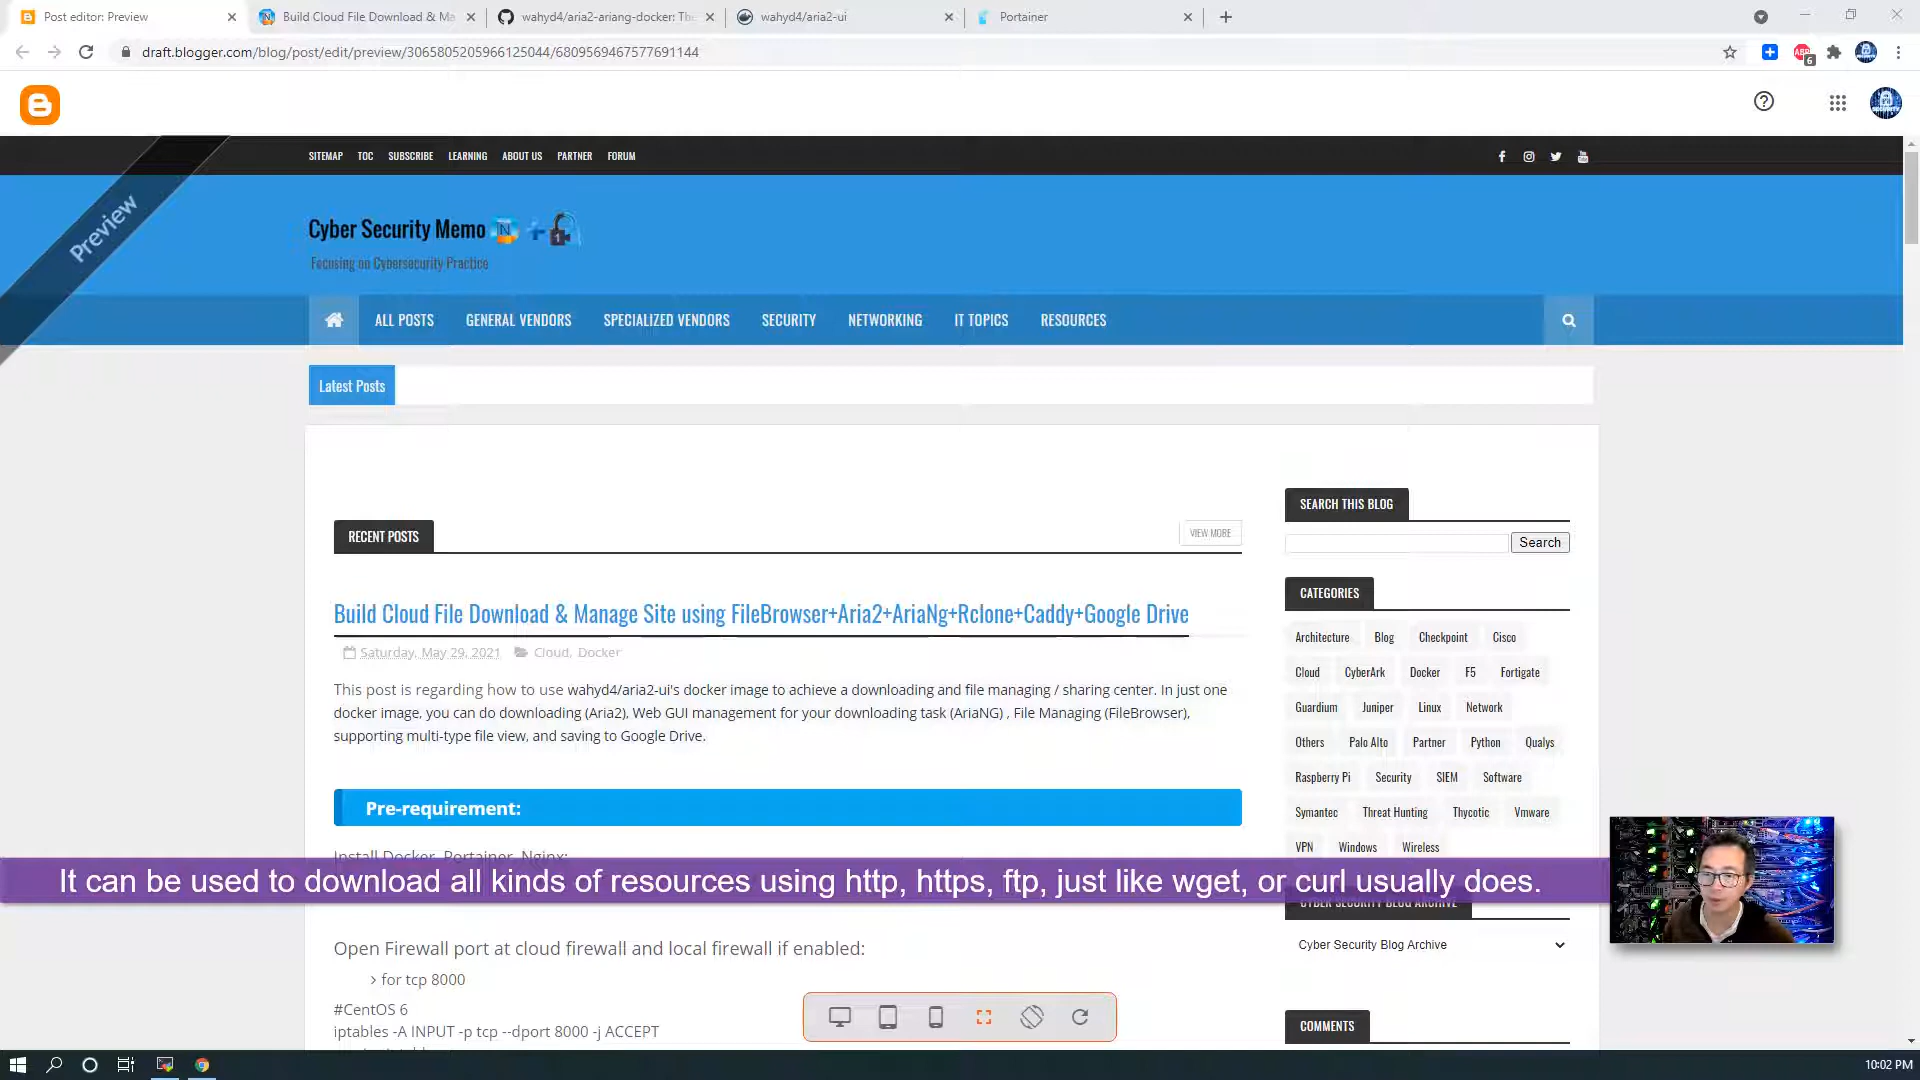 Post editor: Preview
Build Cloud File Download & Ma
wahyd4/aria2-ariang-docker: The
wahyd4/aria2-ui
Portainer
draft.blogger.com/blog/post/edit/preview/3065805205966125044/6809569467577691144
ABP
6
Preview
SITEMAP TOC SUBSCRIBE LEARNING ABOUT US PARTNER FORUM
Cyber Security Memo
Focusing on Cybersecurity Practice
ALL POSTS GENERAL VENDORS SPECIALIZED VENDORS SECURITY NETWORKING IT TOPICS RESOURCES
Latest Posts
RECENT POSTS
VIEW MORE
Build Cloud File Download & Manage Site using FileBrowser+Aria2+AriaNg+Rclone+Caddy+Google Drive
Saturday, May 29, 2021 Cloud, Docker
This post is regarding how to use wahyd4/aria2-ui's docker image to achieve a downloading and file managing / sharing center. In just one
docker image, you can do downloading (Aria2), Web GUI management for your downloading task (AriaNG) , File Managing (FileBrowser),
supporting multi-type file view, and saving to Google Drive.
Pre-requirement:
Install Docker, Portainer, Nginx:
It can be used to download all kinds of resources using http, https, ftp, just like wget, or curl usually does.
Open Firewall port at cloud firewall and local firewall if enabled:
> for tcp 8000
#CentOS 6
iptables -A INPUT -p tcp --dport 8000 -j ACCEPT
SEARCH THIS BLOG
Search
CATEGORIES
Architecture Blog Checkpoint Cisco
Cloud CyberArk Docker F5 Fortigate
Guardium Juniper Linux Network
Others Palo Alto Partner Python Qualys
Raspberry Pi Security SIEM Software
Symantec Threat Hunting Thycotic Vmware
VPN Windows Wireless
CYBER SECURITY BLOG ARCHIVE
Cyber Security Blog Archive
COMMENTS
10:02 PM